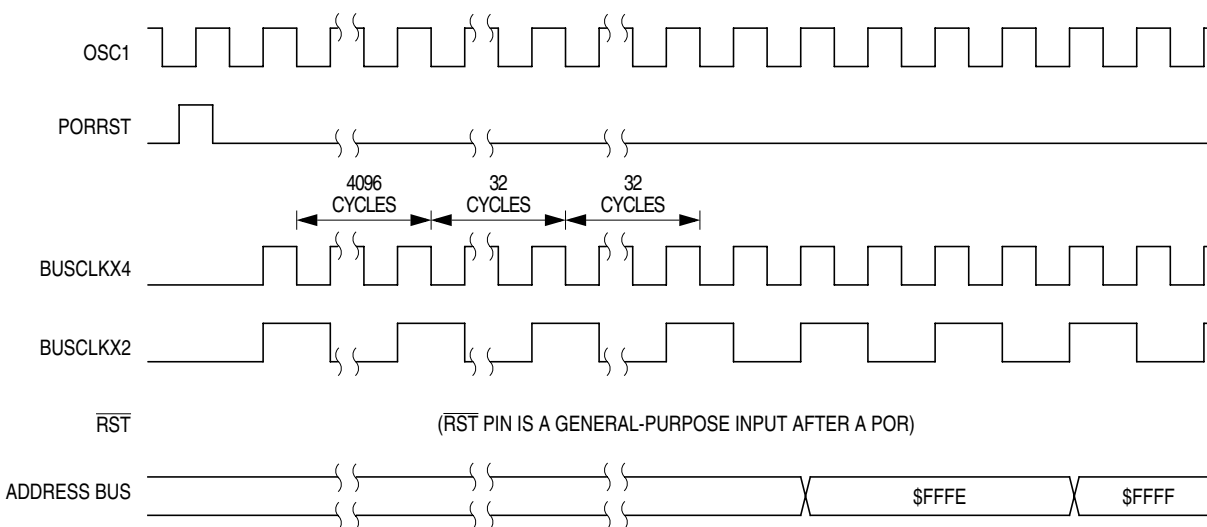 OSC1
PORRST
4096
CYCLES
32
CYCLES
32
CYCLES
BUSCLKX4
BUSCLKX2
RST
(RST PIN IS A GENERAL-PURPOSE INPUT AFTER A POR)
ADDRESS BUS
$FFFE
$FFFF